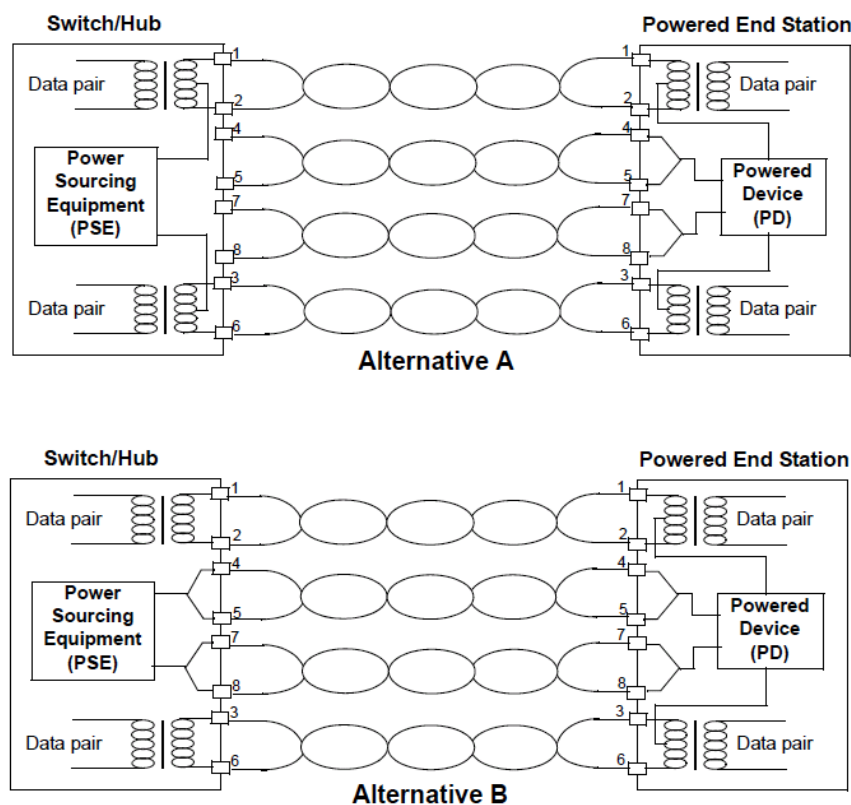 Switch/Hub
Powered End Station
1
1
Data pair
Data pair
2
2
4
4
Power
Sourcing
Equipment
(PSE)
Powered
Device
(PD)
5
5
7
7
8
8
3
3
Data pair
Data pair
6
6
Alternative A
Switch/Hub
Powered End Station
1
1
Data pair
Data pair
2
2
4
4
Power
Sourcing
Equipment
(PSE)
Powered
Device
(PD)
5
5
7
7
8
8
3
3
Data pair
Data pair
6
6
Alternative B